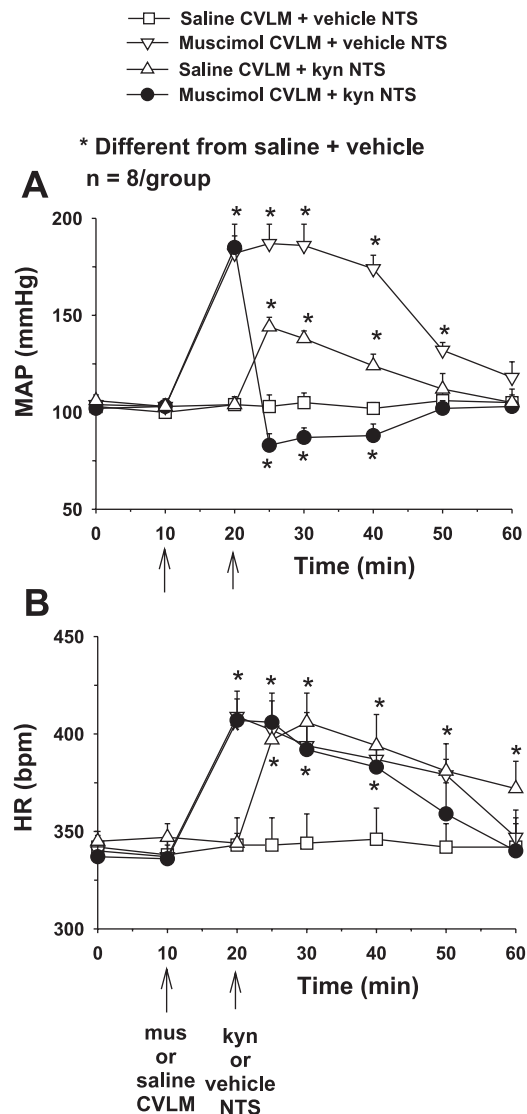 Saline CVLM + vehicle NTS
Muscimol CVLM + vehicle NTS
Saline CVLM + kyn NTS
Muscimol CVLM + kyn NTS
* Different from saline + vehicle
n = 8/group
A
MAP (mmHg)
200
150
100
50
* * * * * * * * * * *
0 10 20 30 40 50 60
Time (min)
B
HR (bpm)
450
400
350
300
* * * * * * * * *
0 10 20 30 40 50 60
Time (min)
mus
or
saline
CVLM
kyn
or
vehicle
NTS